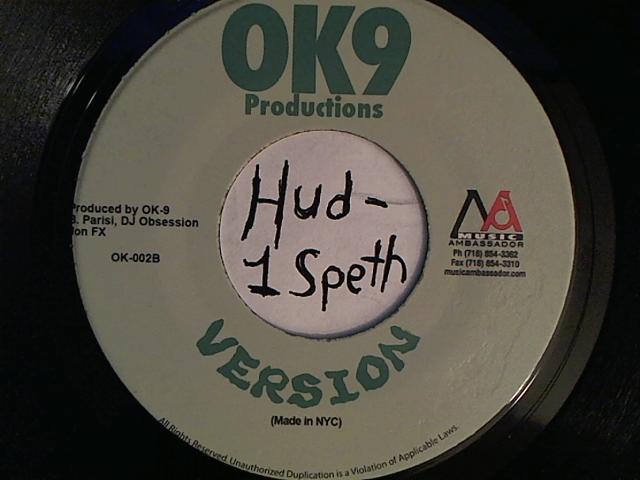 OK9
Productions
Hud-
1 Speth
Produced by OK-9
B. Parisi, DJ Obsession
Jon FX
OK-002B
MA
MUSIC
AMBASSADOR
Ph (718) 854-3362
Fax (718) 854-3310
musicambassador.com
VERSION
(Made in NYC)
All Rights Reserved. Unauthorized Duplication is a Violation of Applicable Laws.